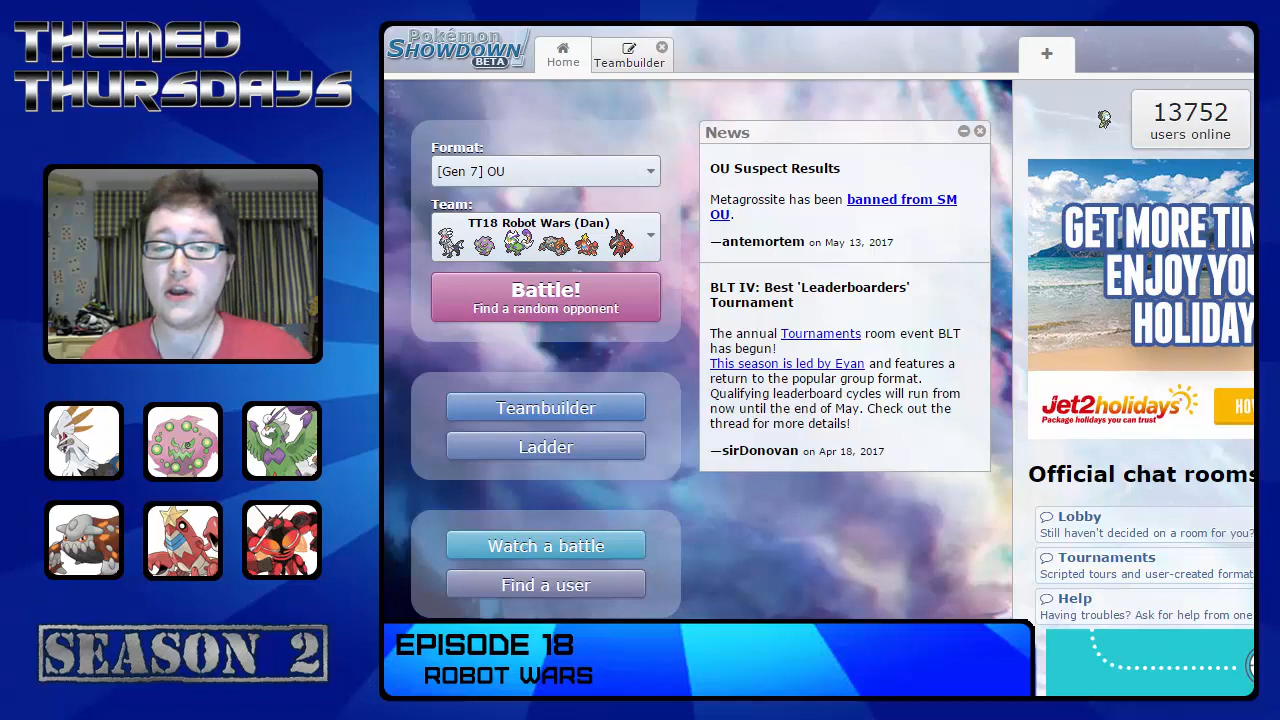 THEMED
THURSDAYS
SEASON 2
Pokémon
SHOWDOWN!
BETA
Home
Teambuilder
+
Format:
[Gen 7] OU
Team:
TT18 Robot Wars (Dan)
Battle!
Find a random opponent
Teambuilder
Ladder
Watch a battle
Find a user
News
OU Suspect Results
Metagrossite has been banned from SM
OU.
—antemortem on May 13, 2017
BLT IV: Best 'Leaderboarders'
Tournament
The annual Tournaments room event BLT
has begun!
This season is led by Evan and features a
return to the popular group format.
Qualifying leaderboard cycles will run from
now until the end of May. Check out the
thread for more details!
—sirDonovan on Apr 18, 2017
13752
users online
GET MORE TIN
ENJOY YOU
HOLIDAY
Jet2holidays
Package holidays you can trust
HO
Official chat rooms
Lobby
Still haven't decided on a room for you?
Tournaments
Scripted tours and user-created format
Help
Having troubles? Ask for help from one
EPISODE 18
ROBOT WARS